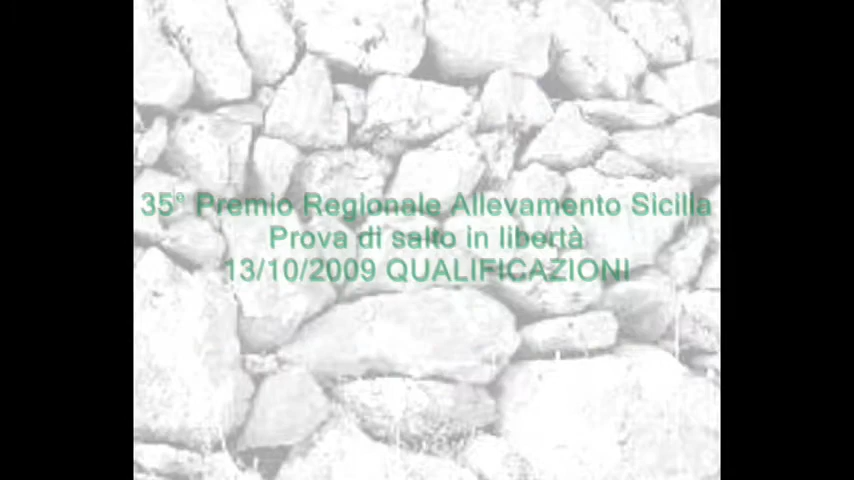 35° Premio Regionale Allevamento Sicilia
Prova di salto in libertà
13/10/2009 QUALIFICAZIONI